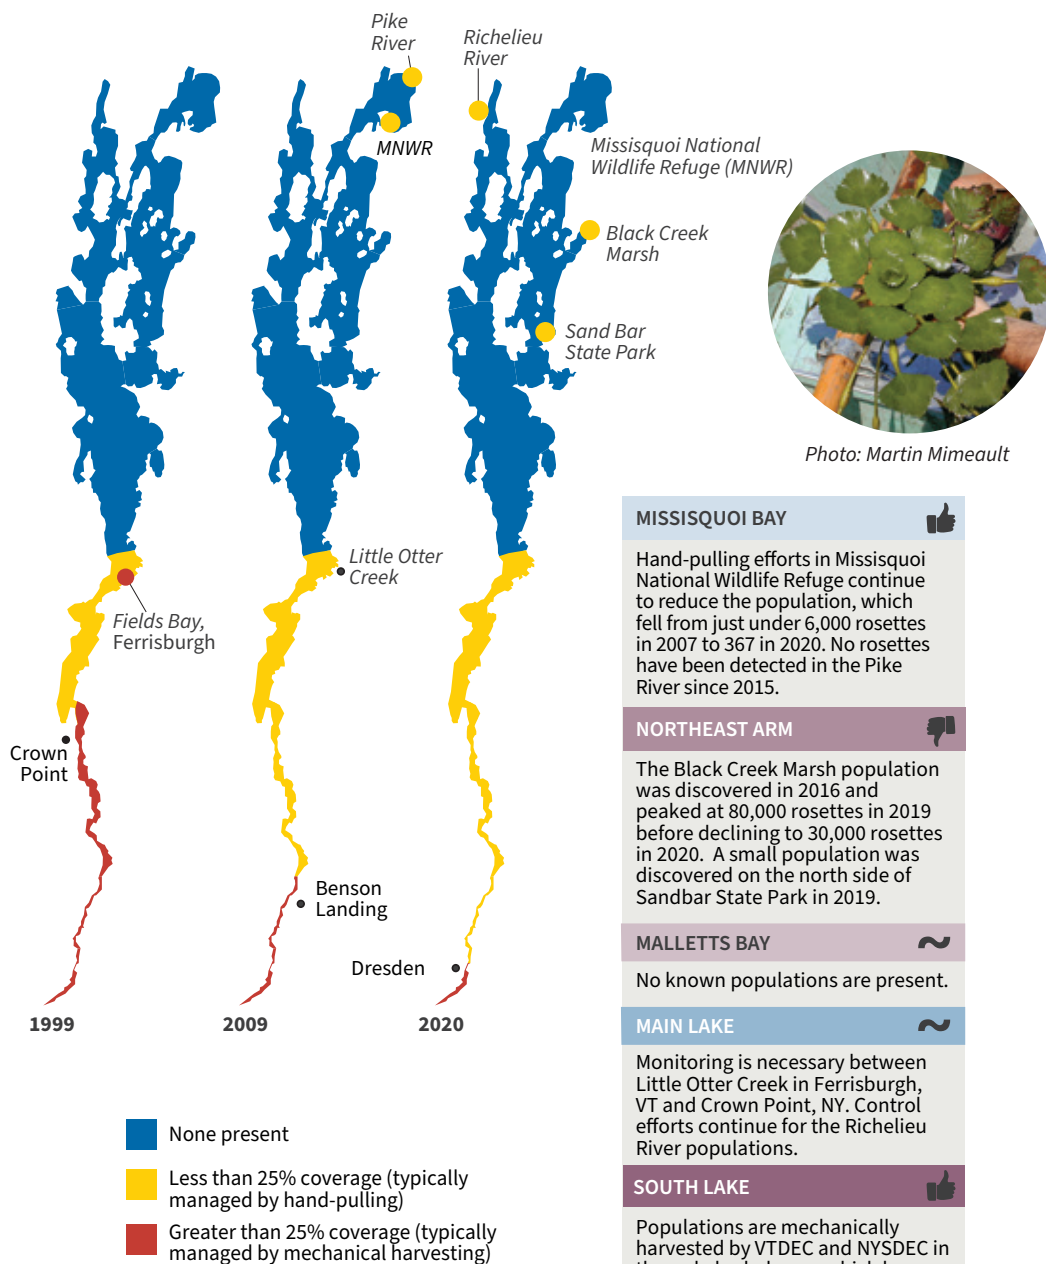 Pike
River
Richelieu
River
MNWR
Missisquoi National
Wildlife Refuge (MNWR)
Black Creek
Marsh
Sand Bar
State Park
Photo: Martin Mimeault
Little Otter
Creek
Fields Bay,
Ferrisburgh
Crown
Point
Benson
Landing
Dresden
1999
2009
2020
None present
Less than 25% coverage (typically
managed by hand-pulling)
Greater than 25% coverage (typically
managed by mechanical harvesting)
MISSISQUOI BAY
Hand-pulling efforts in Missisquoi
National Wildlife Refuge continue
to reduce the population, which
fell from just under 6,000 rosettes
in 2007 to 367 in 2020. No rosettes
have been detected in the Pike
River since 2015.
NORTHEAST ARM
The Black Creek Marsh population
was discovered in 2016 and
peaked at 80,000 rosettes in 2019
before declining to 30,000 rosettes
in 2020.  A small population was
discovered on the north side of
Sandbar State Park in 2019.
MALLETTS BAY
No known populations are present.
MAIN LAKE
Monitoring is necessary between
Little Otter Creek in Ferrisburgh,
VT and Crown Point, NY. Control
efforts continue for the Richelieu
River populations.
SOUTH LAKE
Populations are mechanically
harvested by VTDEC and NYSDEC in